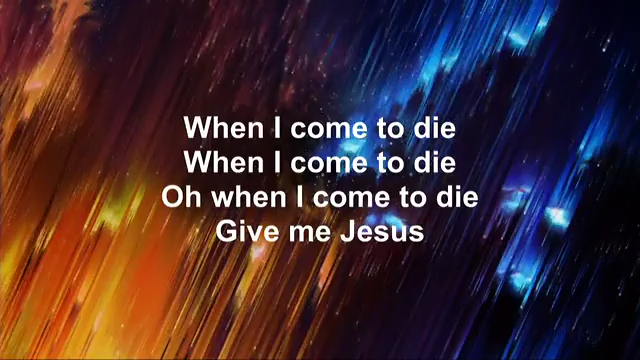 When I come to die
When I come to die
Oh when I come to die
Give me Jesus